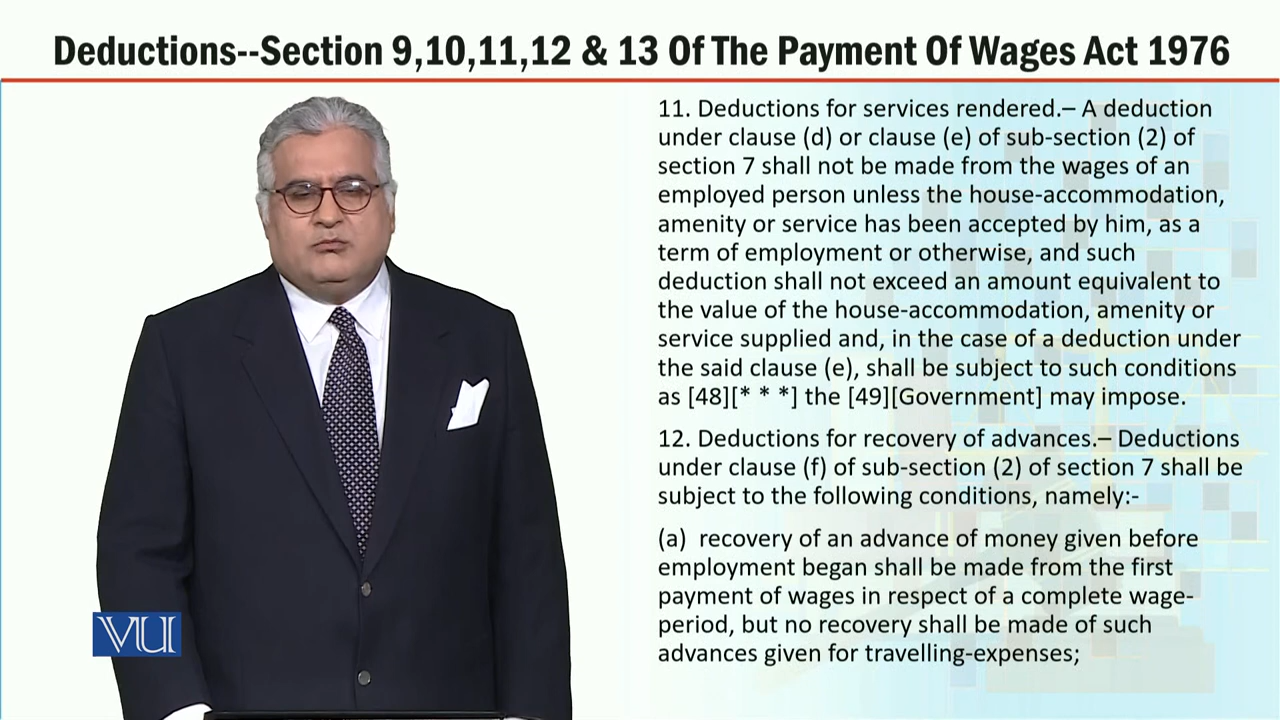 Deductions--Section 9,10,11,12 & 13 Of The Payment Of Wages Act 1976
11. Deductions for services rendered.– A deduction
under clause (d) or clause (e) of sub-section (2) of
section 7 shall not be made from the wages of an
employed person unless the house-accommodation,
amenity or service has been accepted by him, as a
term of employment or otherwise, and such
deduction shall not exceed an amount equivalent to
the value of the house-accommodation, amenity or
service supplied and, in the case of a deduction under
the said clause (e), shall be subject to such conditions
as [48][* * *] the [49][Government] may impose.
12. Deductions for recovery of advances.– Deductions
under clause (f) of sub-section (2) of section 7 shall be
subject to the following conditions, namely:-
(a) recovery of an advance of money given before
employment began shall be made from the first
payment of wages in respect of a complete wage-
period, but no recovery shall be made of such
advances given for travelling-expenses;
VU